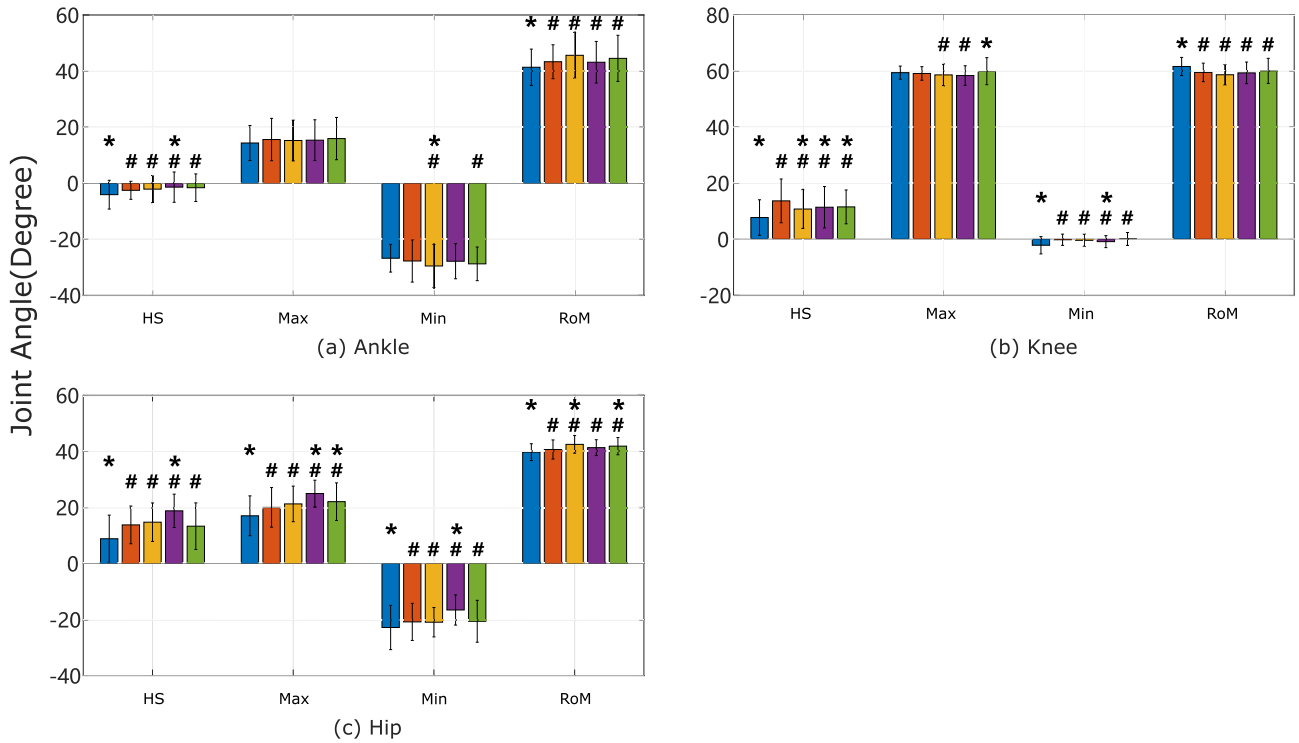 Joint Angle(Degree)
60
40
20
0
-20
-40
* # # # #
* *
# # # #
*
# #
HS Max Min RoM
(a) Ankle
80
60
40
20
0
-20
# # *
* # # # #
* * * *
# # # #
* *
# # # #
HS Max Min RoM
(b) Knee
60
40
20
0
-20
-40
* * *
# # # #
* * *
# # # #
* *
# # # #
* *
# # # #
HS Max Min RoM
(c) Hip